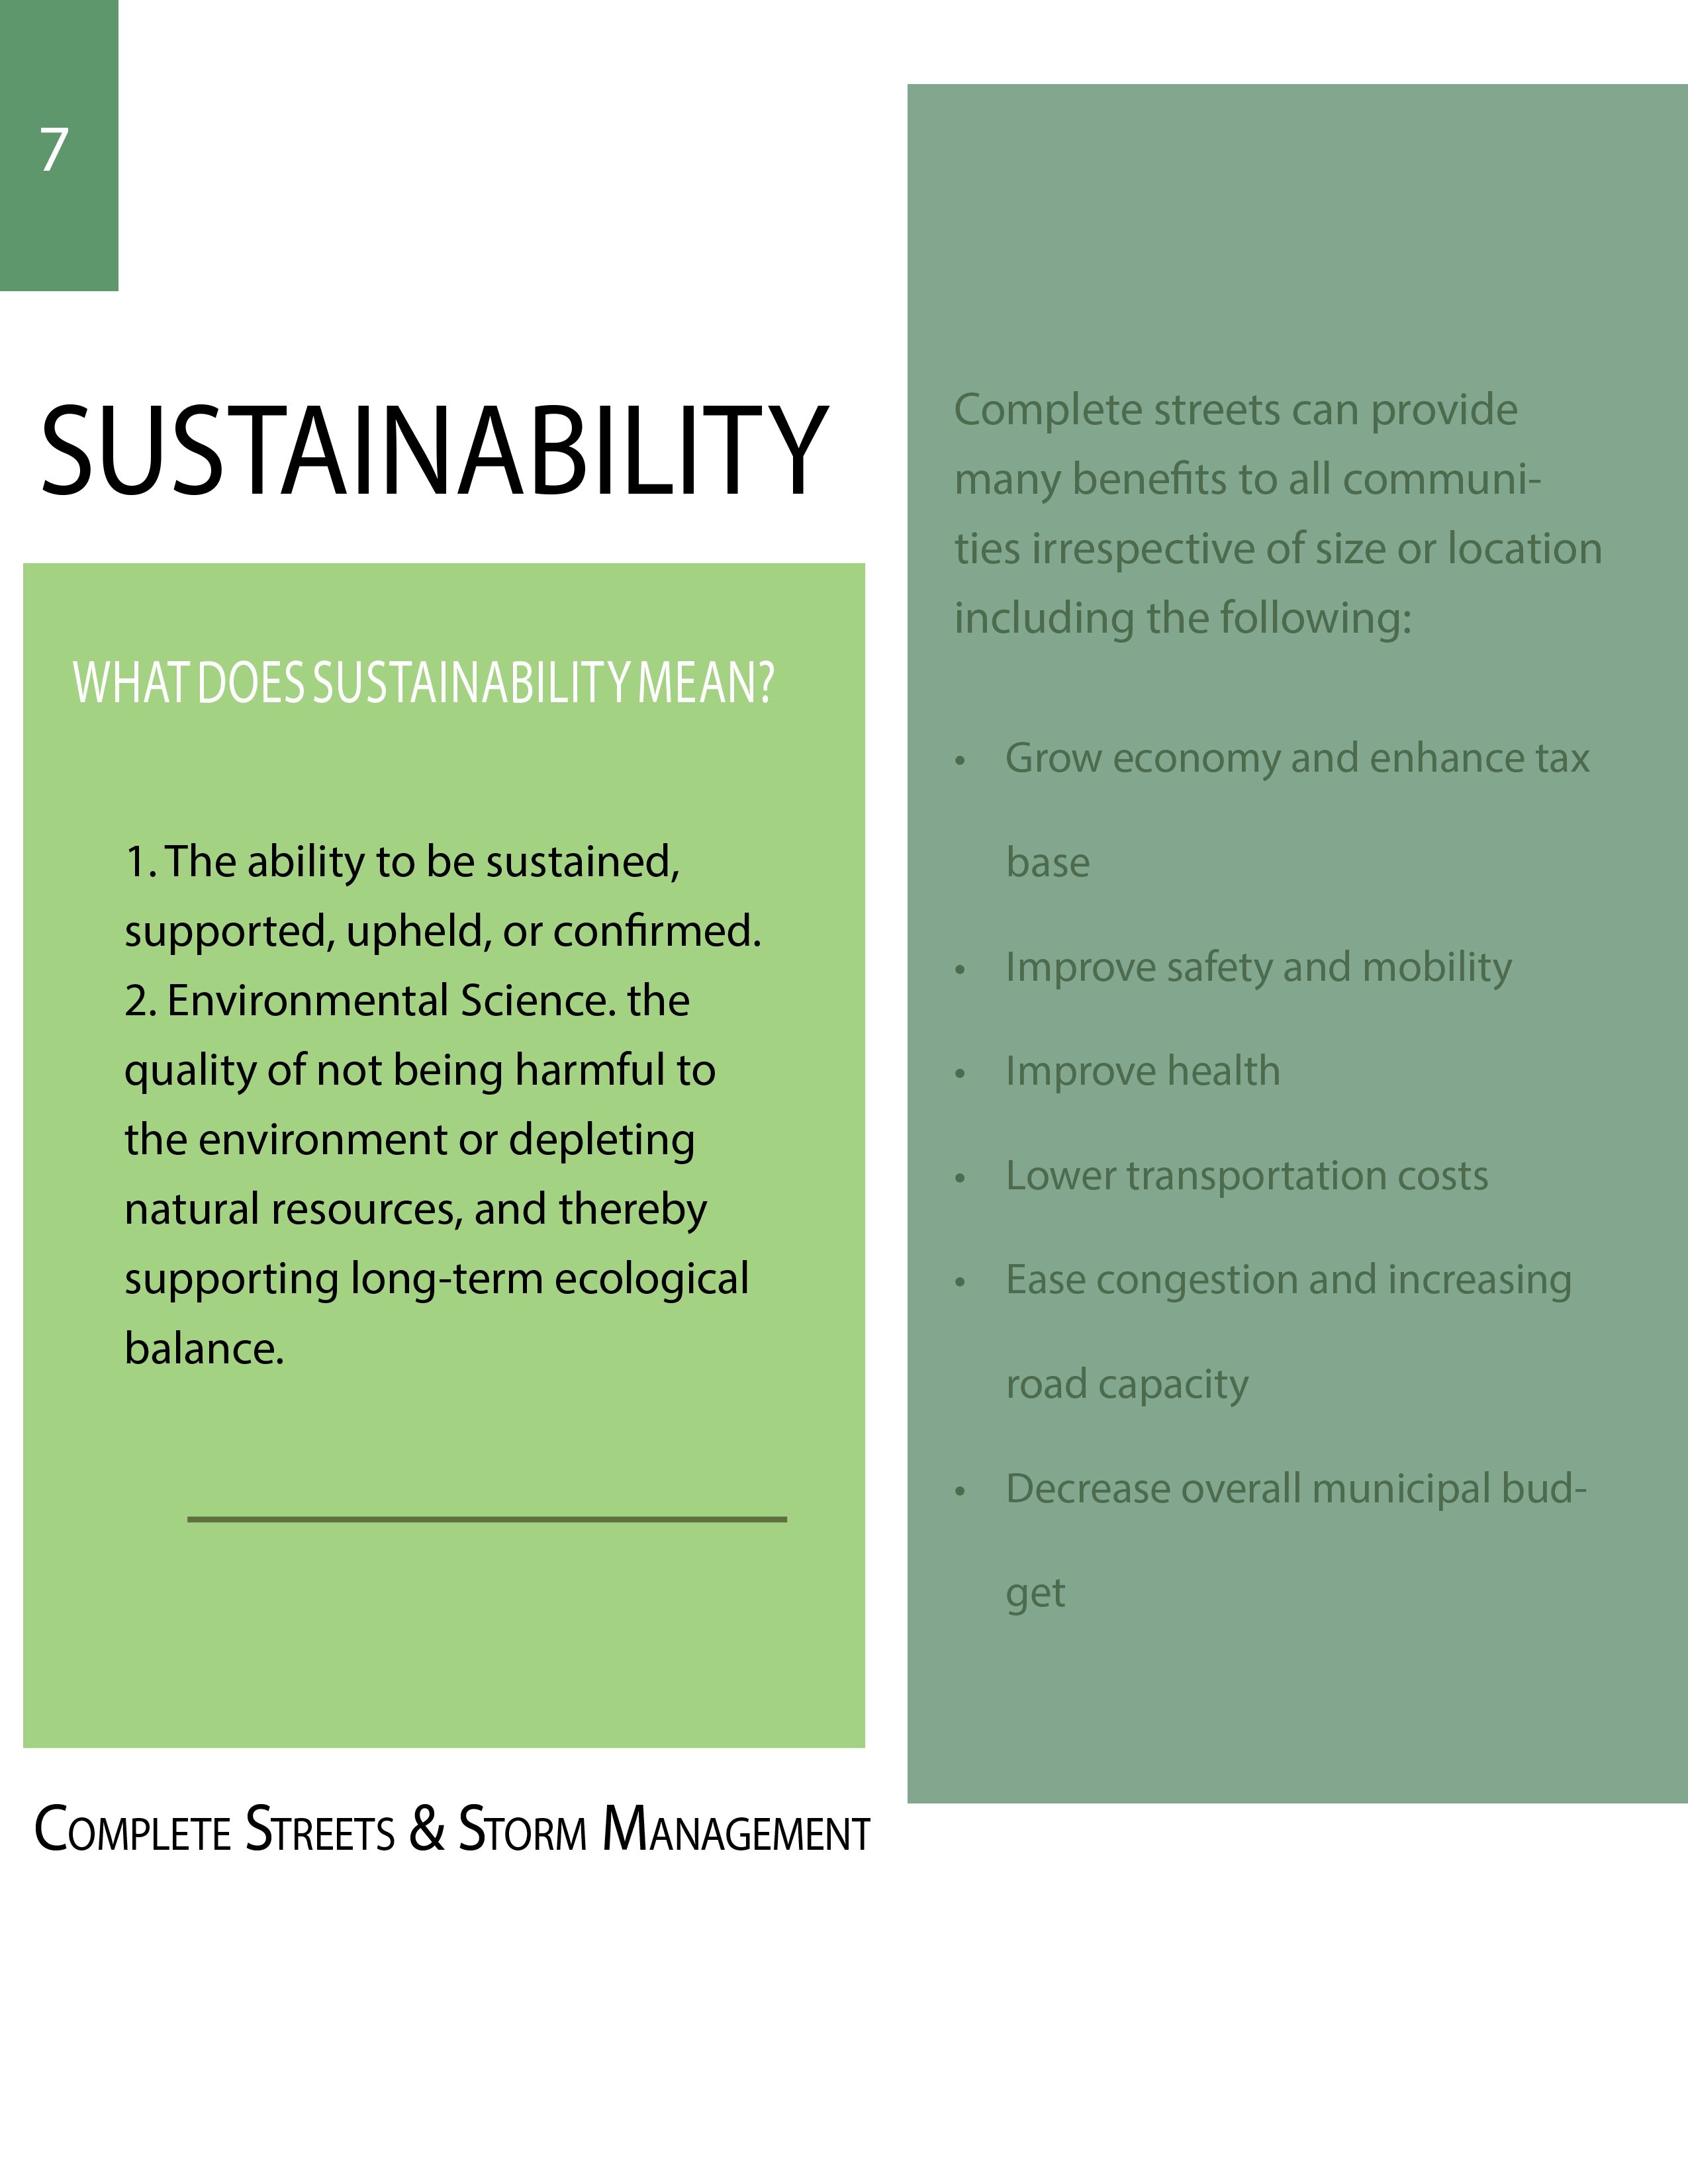 7
SUSTAINABILITY
WHAT DOES SUSTAINABILITY MEAN?
1. The ability to be sustained,
supported, upheld, or confirmed.
2. Environmental Science. the
quality of not being harmful to
the environment or depleting
natural resources, and thereby
supporting long-term ecological
balance.
Complete Streets & Storm Management
Complete streets can provide
many benefits to all communi-
ties irrespective of size or location
including the following:
• Grow economy and enhance tax
base
• Improve safety and mobility
• Improve health
• Lower transportation costs
• Ease congestion and increasing
road capacity
• Decrease overall municipal bud-
get